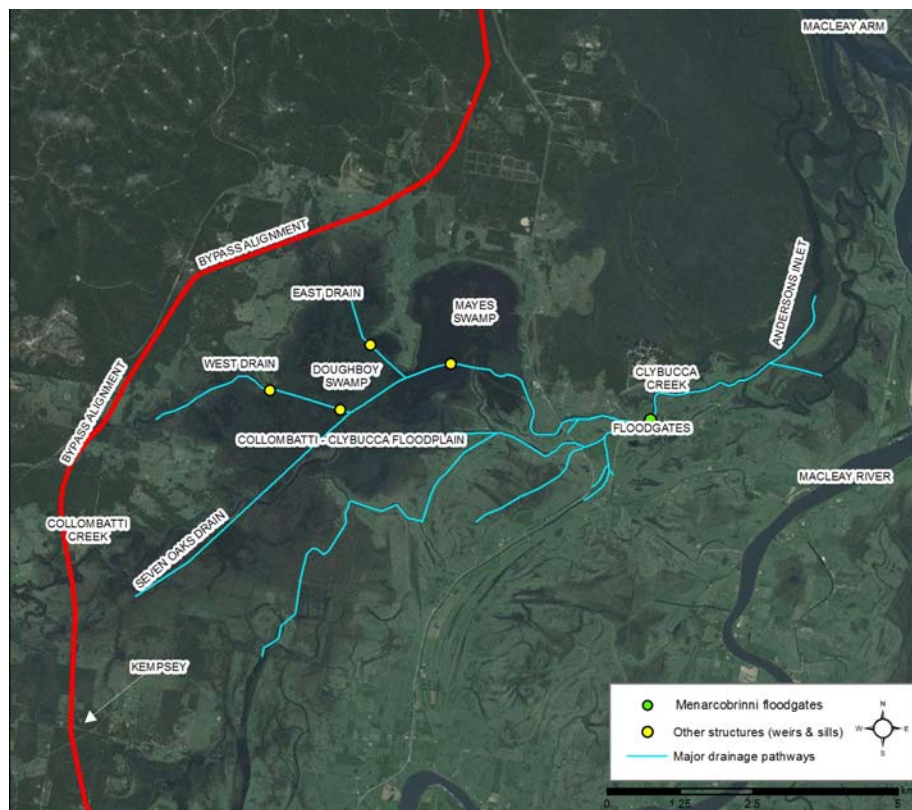 MACLEAY ARM
BYPASS ALIGNMENT
ANDERSONS INLET
EAST DRAIN
MAYES
SWAMP
WEST DRAIN
DOUGHBOY
SWAMP
CLYBUCCA
CREEK
BYPASS ALIGNMENT
FLOODGATES
COLLOMBATTI - CLYBUCCA FLOODPLAIN
MACLEAY RIVER
COLLOMBATTI
CREEK
SEVEN OAKS DRAIN
KEMPSEY
Menarcobrinni floodgates
Other structures (weirs & sills)
Major drainage pathways
N
W
E
S
0 1.25 2.5 5
km